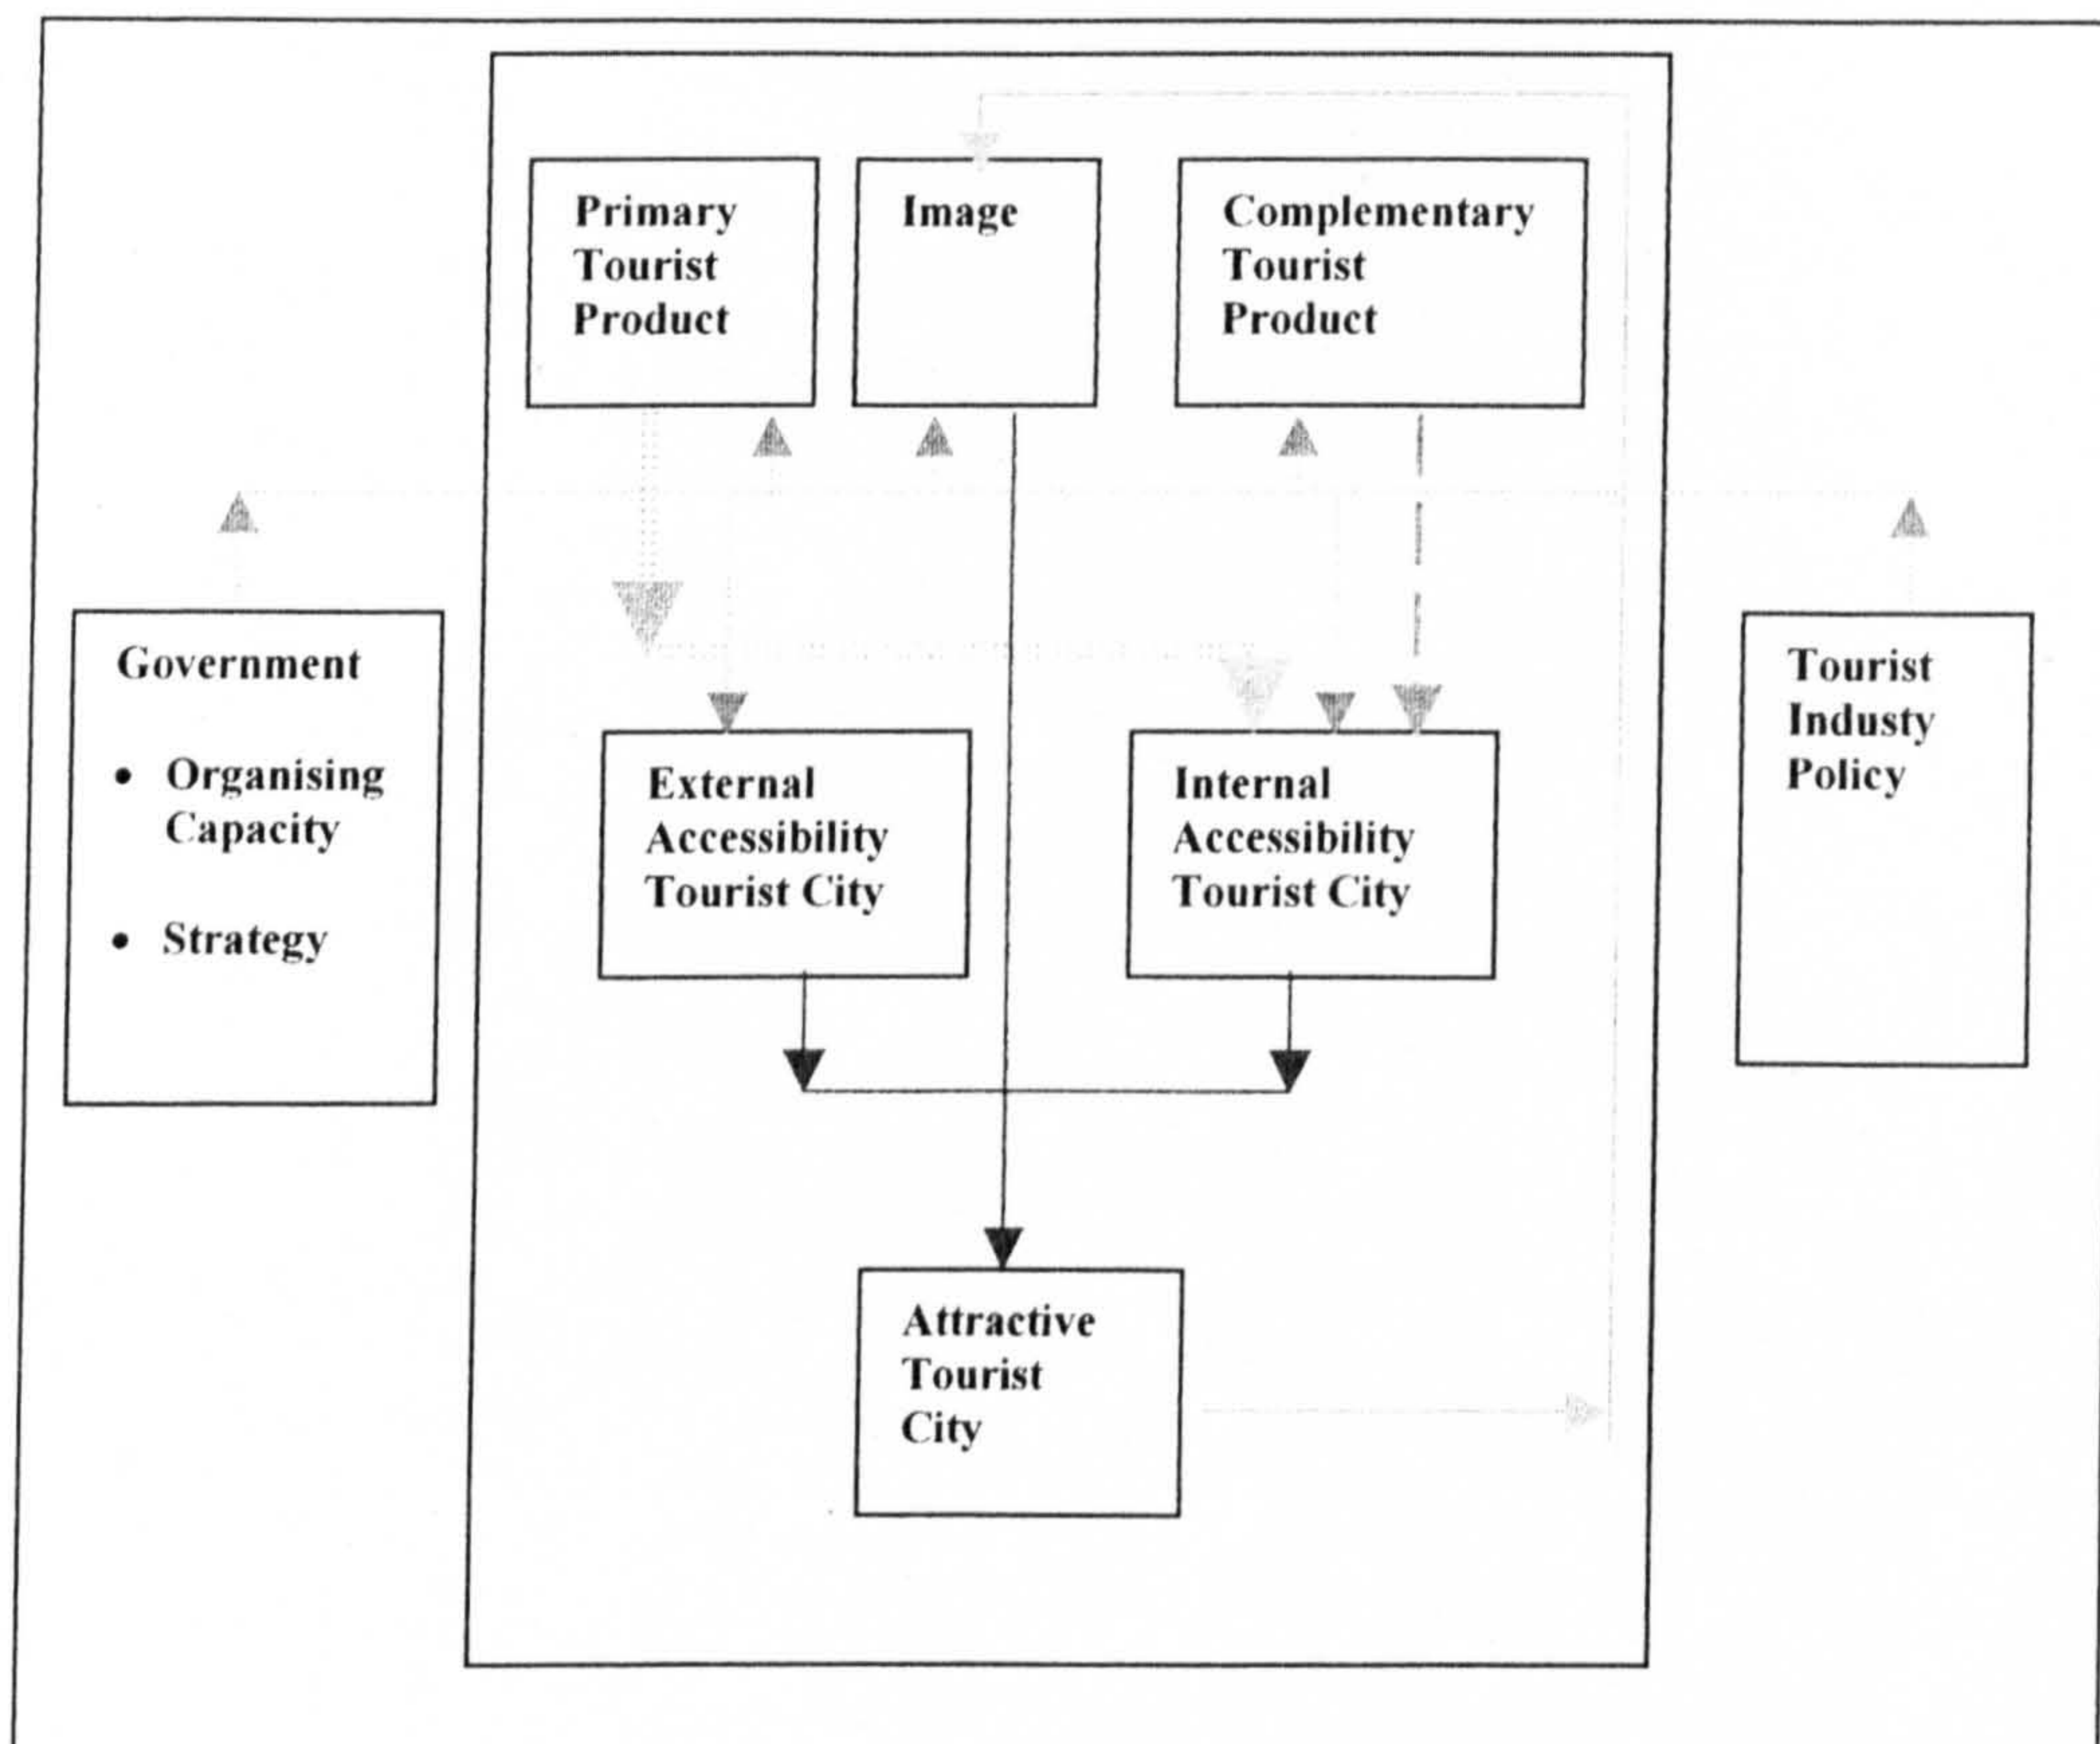 Primary
Tourist
Product
Image
Complementary
Tourist
Product
Government
• Organising
Capacity
• Strategy
External
Accessibility
Tourist City
Internal
Accessibility
Tourist City
Tourist
Industy
Policy
Attractive
Tourist
City